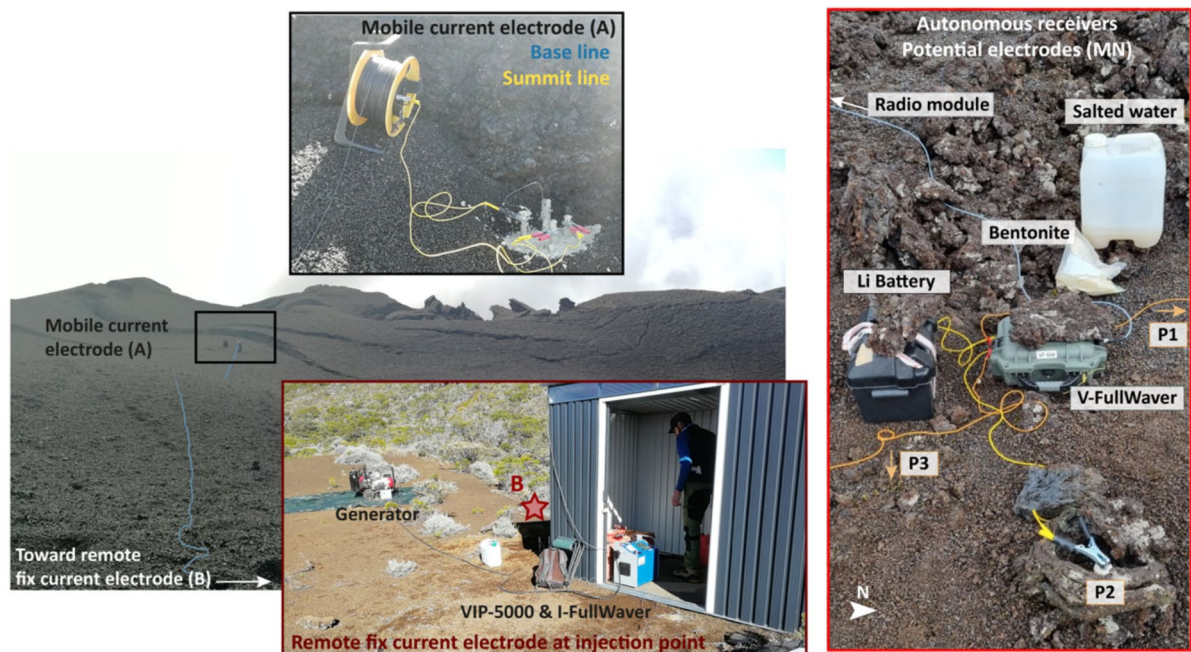 Mobile current electrode (A)
Base line
Summit line
Mobile current
electrode (A)
Toward remote
fix current electrode (B)
B
Generator
VIP-5000 & I-FullWaver
Remote fix current electrode at injection point
Autonomous receivers
Potential electrodes (MN)
Radio module
Salted water
Bentonite
Li Battery
P1
V-FullWaver
P3
P2
N